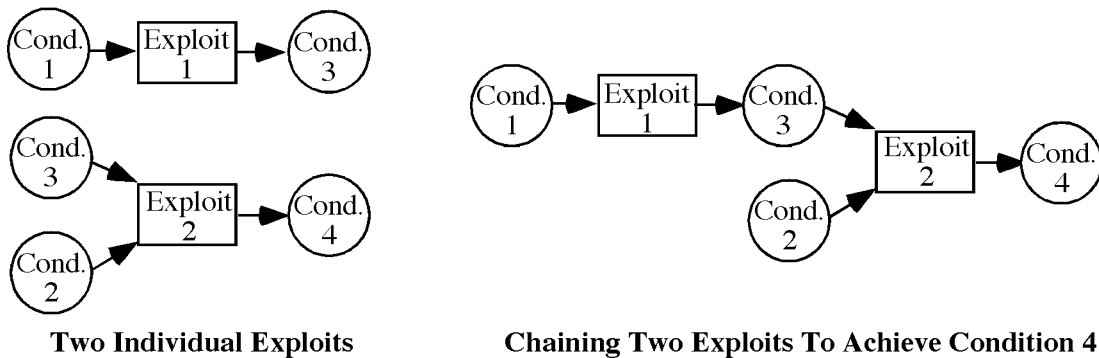 Cond.
1
Exploit
1
Cond.
3
Cond.
3
Cond.
2
Exploit
2
Cond.
4
Two Individual Exploits
Cond.
1
Exploit
1
Cond.
3
Cond.
2
Exploit
2
Cond.
4
Chaining Two Exploits To Achieve Condition 4